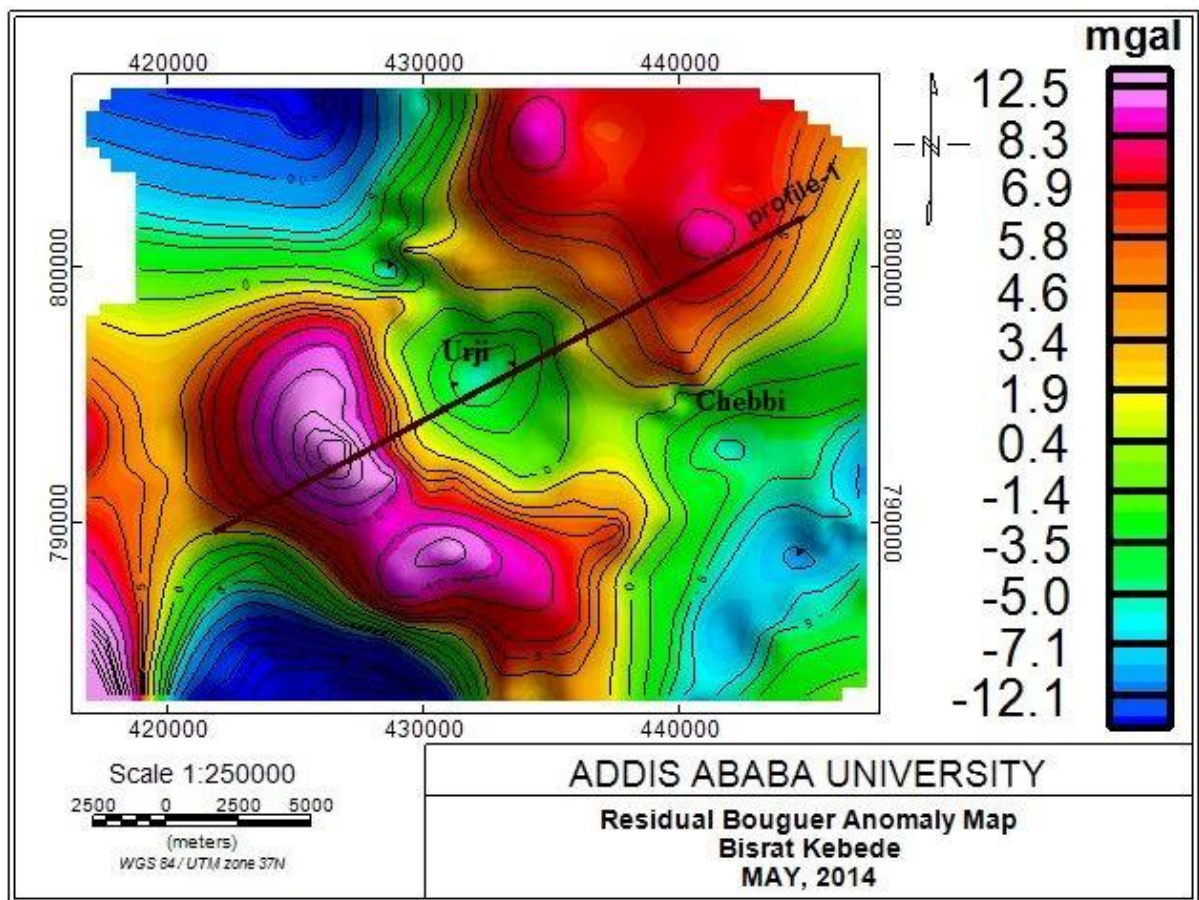 mgal
420000 430000 440000
12.5
8.3
6.9
5.8
4.6
3.4
1.9
0.4
-1.4
-3.5
-5.0
-7.1
-12.1
N
profile-1
800000 800000
Urji
Chebbi
790000 790000
420000 430000 440000
Scale 1:250000
2500 0 2500 5000
(meters)
WGS 84 / UTM zone 37N
ADDIS ABABA UNIVERSITY
Residual Bouguer Anomaly Map
Bisrat Kebede
MAY, 2014